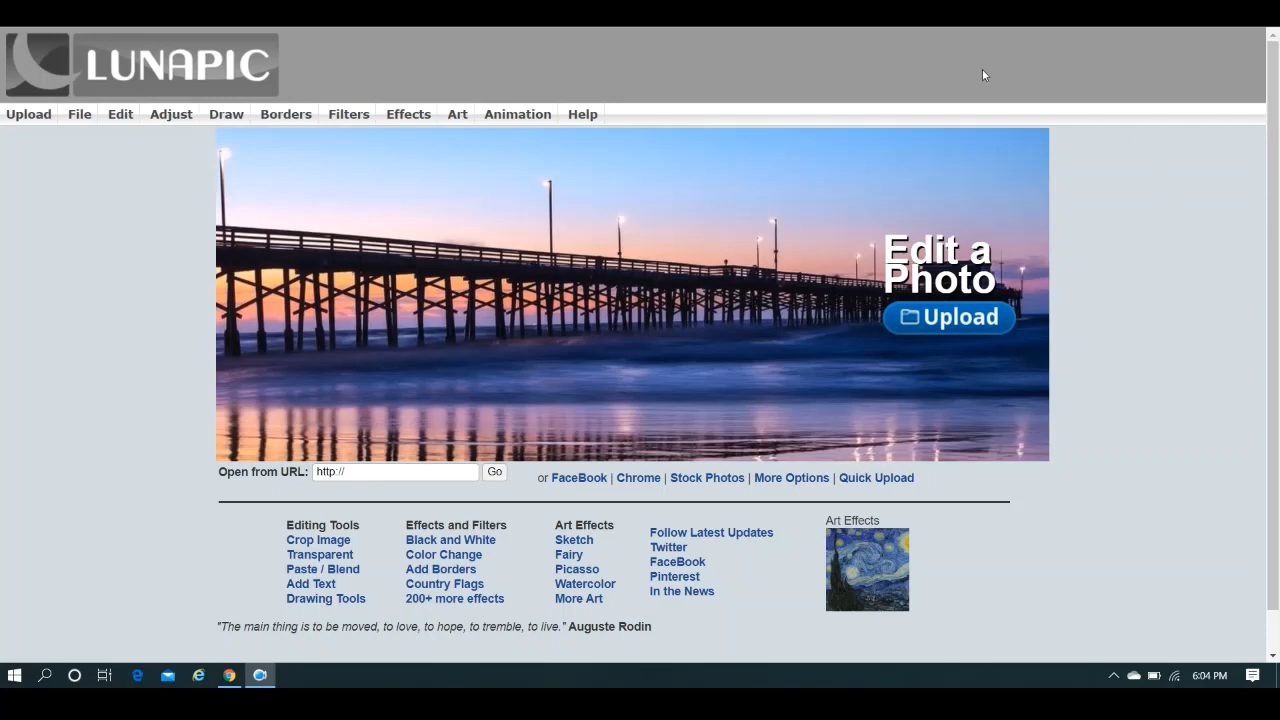 LUNAPIC
Upload File Edit Adjust Draw Borders Filters Effects Art Animation Help
Edit a
Photo
Upload
Open from URL: http:// Go or FaceBook | Chrome | Stock Photos | More Options | Quick Upload
Editing Tools
Crop Image
Transparent
Paste / Blend
Add Text
Drawing Tools
Effects and Filters
Black and White
Color Change
Add Borders
Country Flags
200+ more effects
Art Effects
Sketch
Fairy
Picasso
Watercolor
More Art
Follow Latest Updates
Twitter
FaceBook
Pinterest
In the News
Art Effects
"The main thing is to be moved, to love, to hope, to tremble, to live." Auguste Rodin
6:04 PM